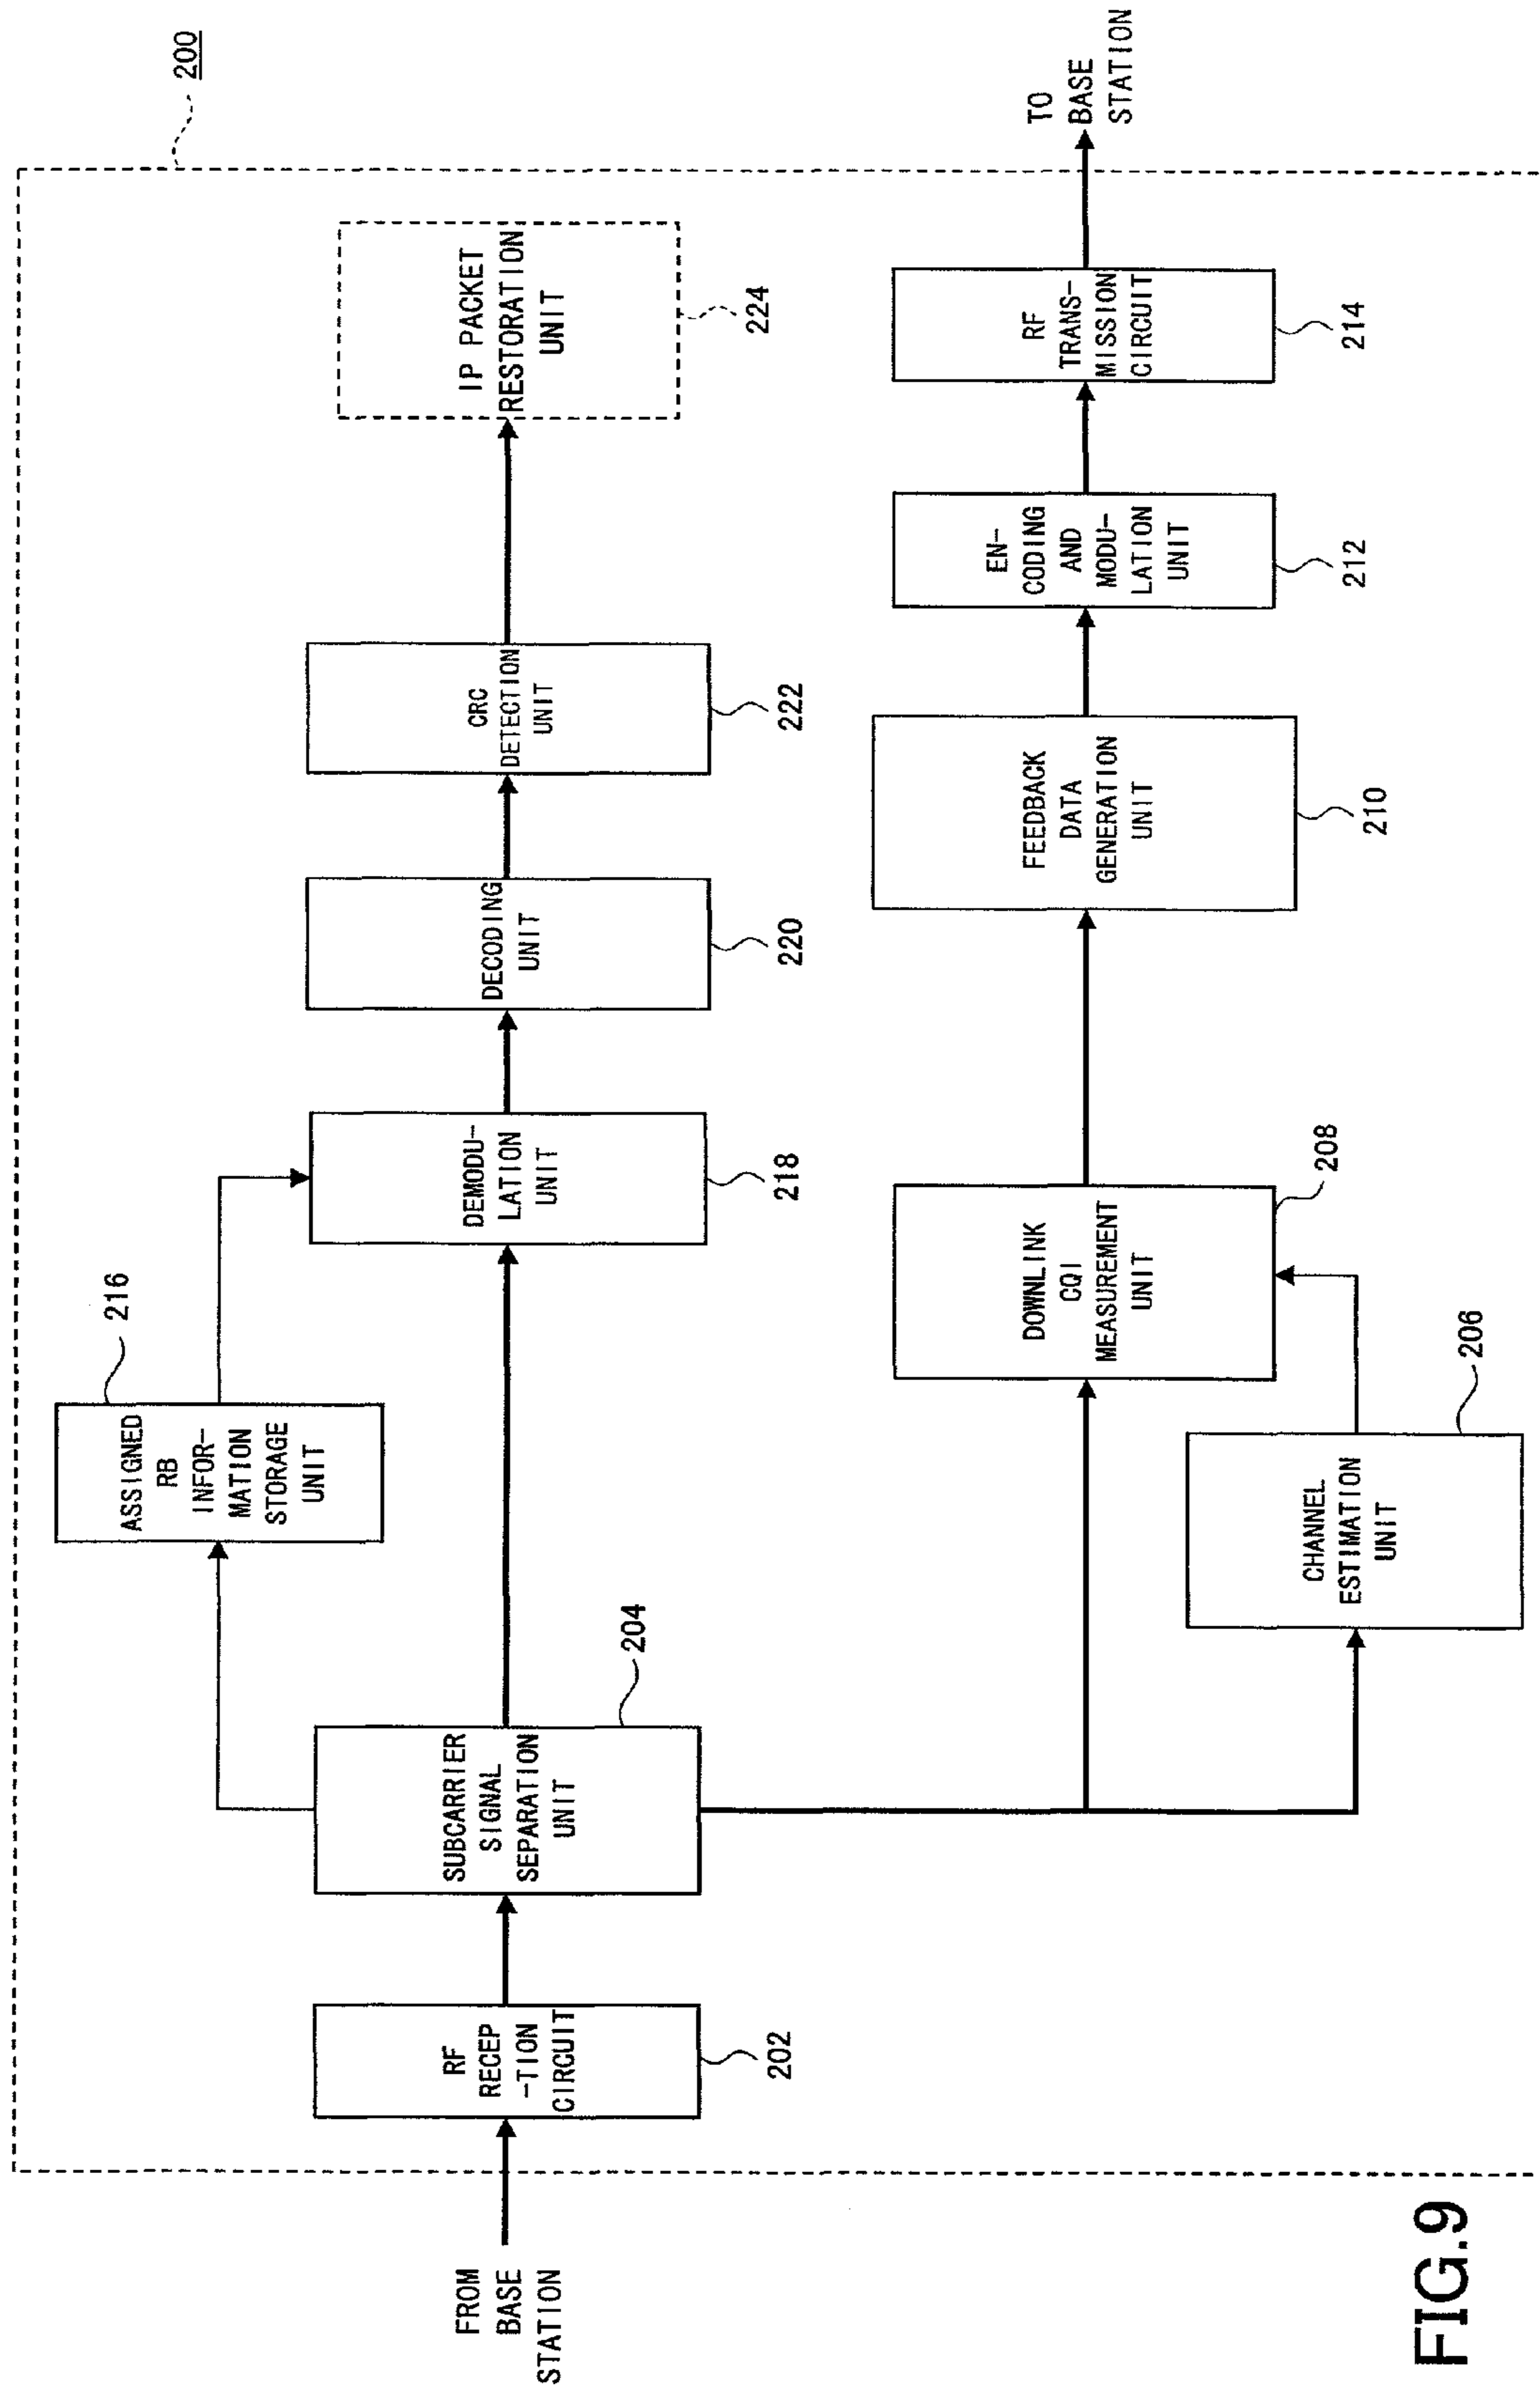 200
FROM
BASE
STATION
RF
RECEP
-TION
CIRCUIT
202
SUBCARRIER
SIGNAL
SEPARATION
UNIT
204
ASSIGNED
RB
INFOR-
MATION
STORAGE
UNIT
216
DEMODU-
LATION
UNIT
218
DECODING
UNIT
220
CRC
DETECTION
UNIT
222
IP PACKET
RESTORATION
UNIT
224
CHANNEL
ESTIMATION
UNIT
206
DOWNLINK
CQI
MEASUREMENT
UNIT
208
FEEDBACK
DATA
GENERATION
UNIT
210
EN-
CODING
AND
MODU-
LATION
UNIT
212
RF
TRANS-
MISSION
CIRCUIT
214
TO
BASE
STATION
FIG.9